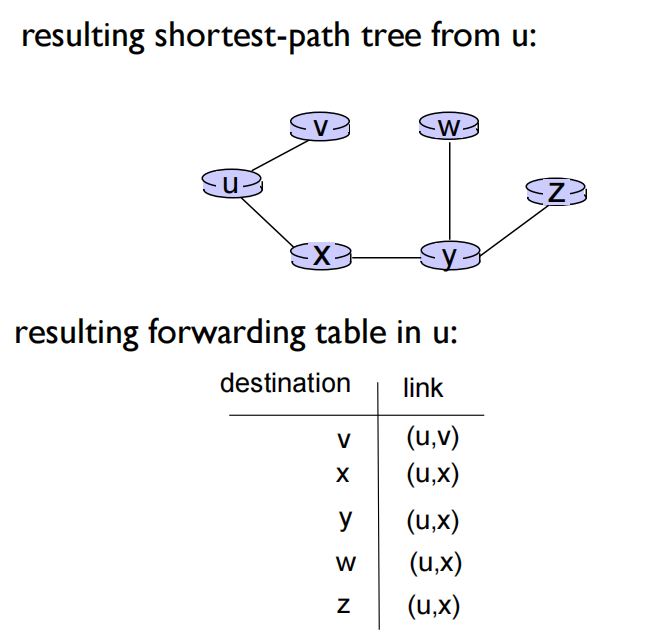 resulting shortest-path tree from u:
v w
u z
x y
resulting forwarding table in u:
destination link
v (u,v)
x (u,x)
y (u,x)
w (u,x)
z (u,x)